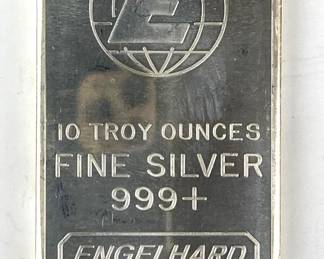 E
10 TROY OUNCES
FINE SILVER
999+
ENGELHARD